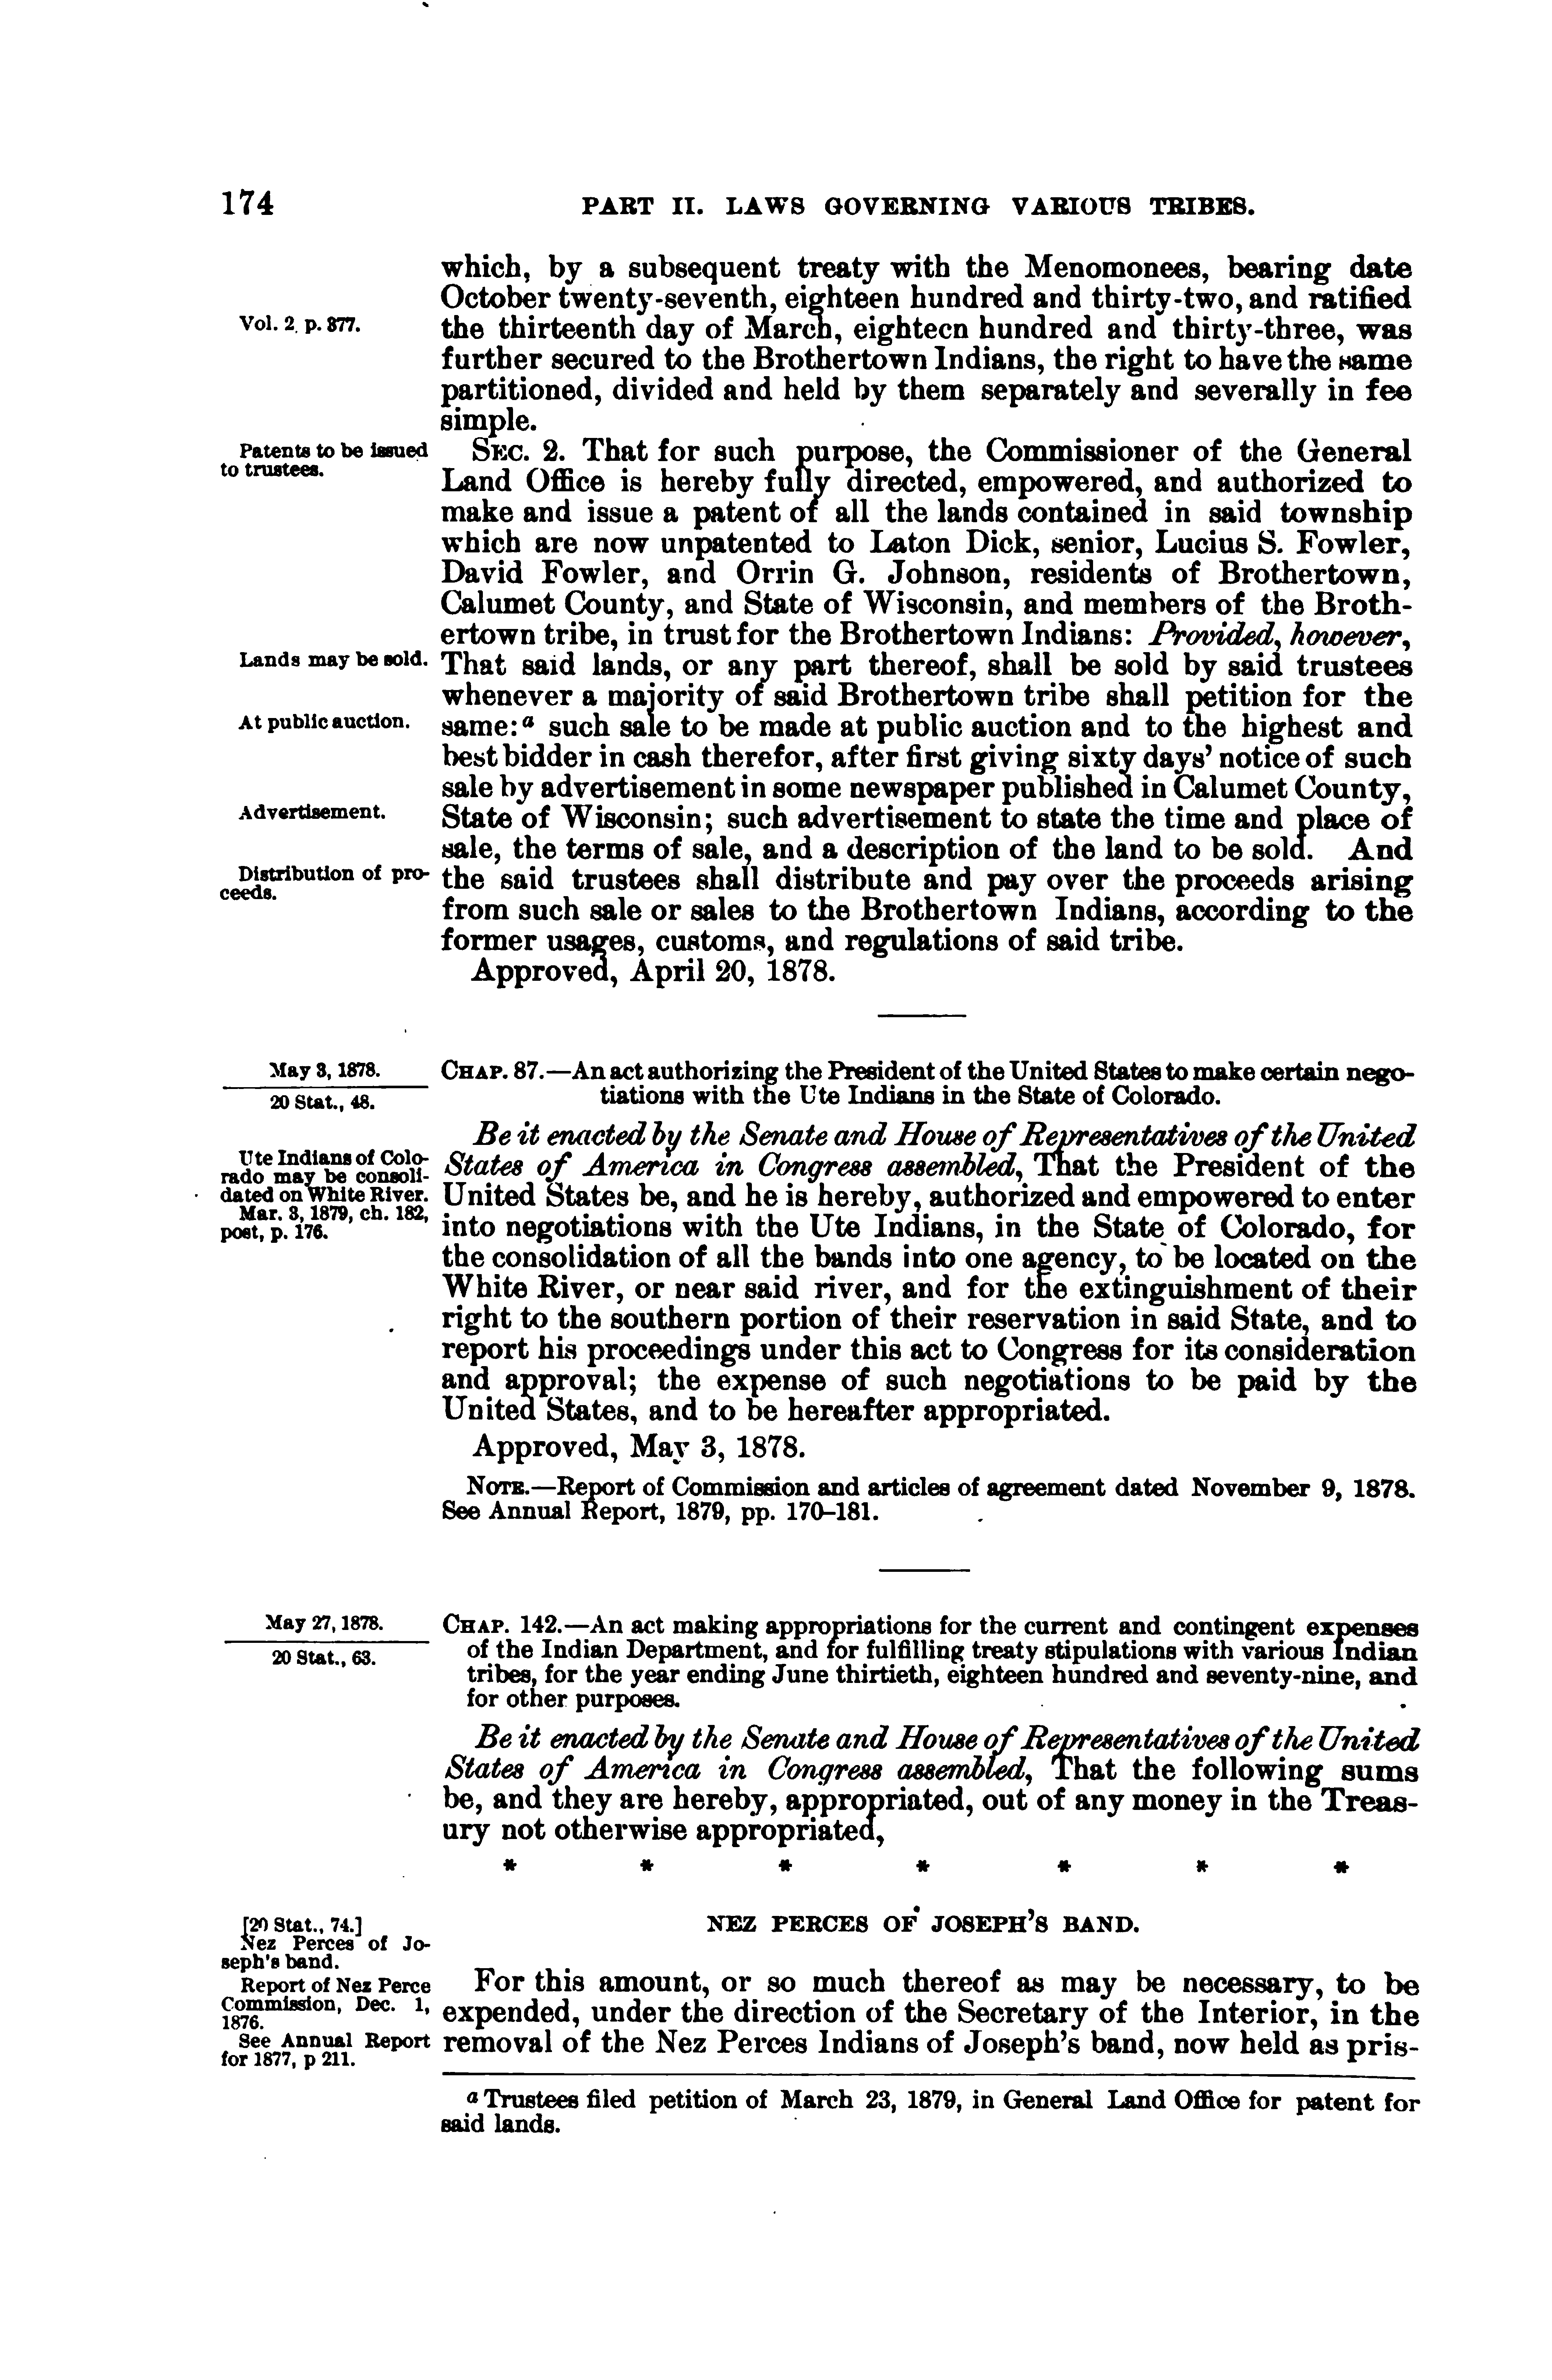 174
PART II. LAWS GOVERNING VARIOUS TRIBES.
which, by a subsequent treaty with the Menomonees, bearing date
October twenty-seventh, eighteen hundred and thirty-two, and ratified
Vol. 2, p. 377.
the thirteenth day of March, eighteen hundred and thirty-three, was
further secured to the Brothertown Indians, the right to have the same
partitioned, divided and held by them separately and severally in fee
simple.
Patents to be issued
to trustees.
SEC. 2. That for such purpose, the Commissioner of the General
Land Office is hereby fully directed, empowered, and authorized to
make and issue a patent of all the lands contained in said township
which are now unpatented to Laton Dick, senior, Lucius S. Fowler,
David Fowler, and Orrin G. Johnson, residents of Brothertown,
Calumet County, and State of Wisconsin, and members of the Broth-
ertown tribe, in trust for the Brothertown Indians: Provided, however,
Lands may be sold.
That said lands, or any part thereof, shall be sold by said trustees
whenever a majority of said Brothertown tribe shall petition for the
At public auction.
same:a such sale to be made at public auction and to the highest and
best bidder in cash therefor, after first giving sixty days' notice of such
sale by advertisement in some newspaper published in Calumet County,
Advertisement.
State of Wisconsin; such advertisement to state the time and place of
sale, the terms of sale, and a description of the land to be sold. And
Distribution of pro-
ceeds.
the said trustees shall distribute and pay over the proceeds arising
from such sale or sales to the Brothertown Indians, according to the
former usages, customs, and regulations of said tribe.
Approved, April 20, 1878.
May 3, 1878.
20 Stat., 48.
CHAP. 87.—An act authorizing the President of the United States to make certain nego-
tiations with the Ute Indians in the State of Colorado.
Be it enacted by the Senate and House of Representatives of the United
Ute Indians of Colo-
rado may be consoli-
dated on White River.
Mar. 3, 1879, ch. 182,
post, p. 176.
States of America in Congress assembled, That the President of the
United States be, and he is hereby, authorized and empowered to enter
into negotiations with the Ute Indians, in the State of Colorado, for
the consolidation of all the bands into one agency, to be located on the
White River, or near said river, and for the extinguishment of their
right to the southern portion of their reservation in said State, and to
report his proceedings under this act to Congress for its consideration
and approval; the expense of such negotiations to be paid by the
United States, and to be hereafter appropriated.
Approved, May 3, 1878.
NOTE.—Report of Commission and articles of agreement dated November 9, 1878.
See Annual Report, 1879, pp. 170–181.
May 27, 1878.
20 Stat., 63.
CHAP. 142.—An act making appropriations for the current and contingent expenses
of the Indian Department, and for fulfilling treaty stipulations with various Indian
tribes, for the year ending June thirtieth, eighteen hundred and seventy-nine, and
for other purposes.
Be it enacted by the Senate and House of Representatives of the United
States of America in Congress assembled, That the following sums
be, and they are hereby, appropriated, out of any money in the Treas-
ury not otherwise appropriated,
* * * * * * *
[20 Stat., 74.]
Nez Perces of Jo-
seph's band.
Report of Nez Perce
Commission, Dec. 1,
1876.
See Annual Report
for 1877, p 211.
NEZ PERCES OF JOSEPH'S BAND.
For this amount, or so much thereof as may be necessary, to be
expended, under the direction of the Secretary of the Interior, in the
removal of the Nez Perces Indians of Joseph's band, now held as pris-
a Trustees filed petition of March 23, 1879, in General Land Office for patent for
said lands.